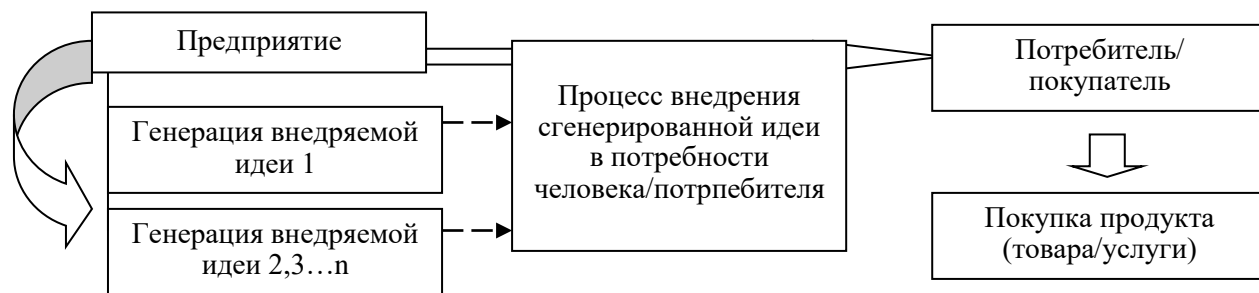 Предприятие
Генерация внедряемой
идеи 1
Генерация внедряемой
идеи 2,3…n
Процесс внедрения
сгенерированной идеи
в потребности
человека/потрпебителя
Потребитель/
покупатель
Покупка продукта
(товара/услуги)